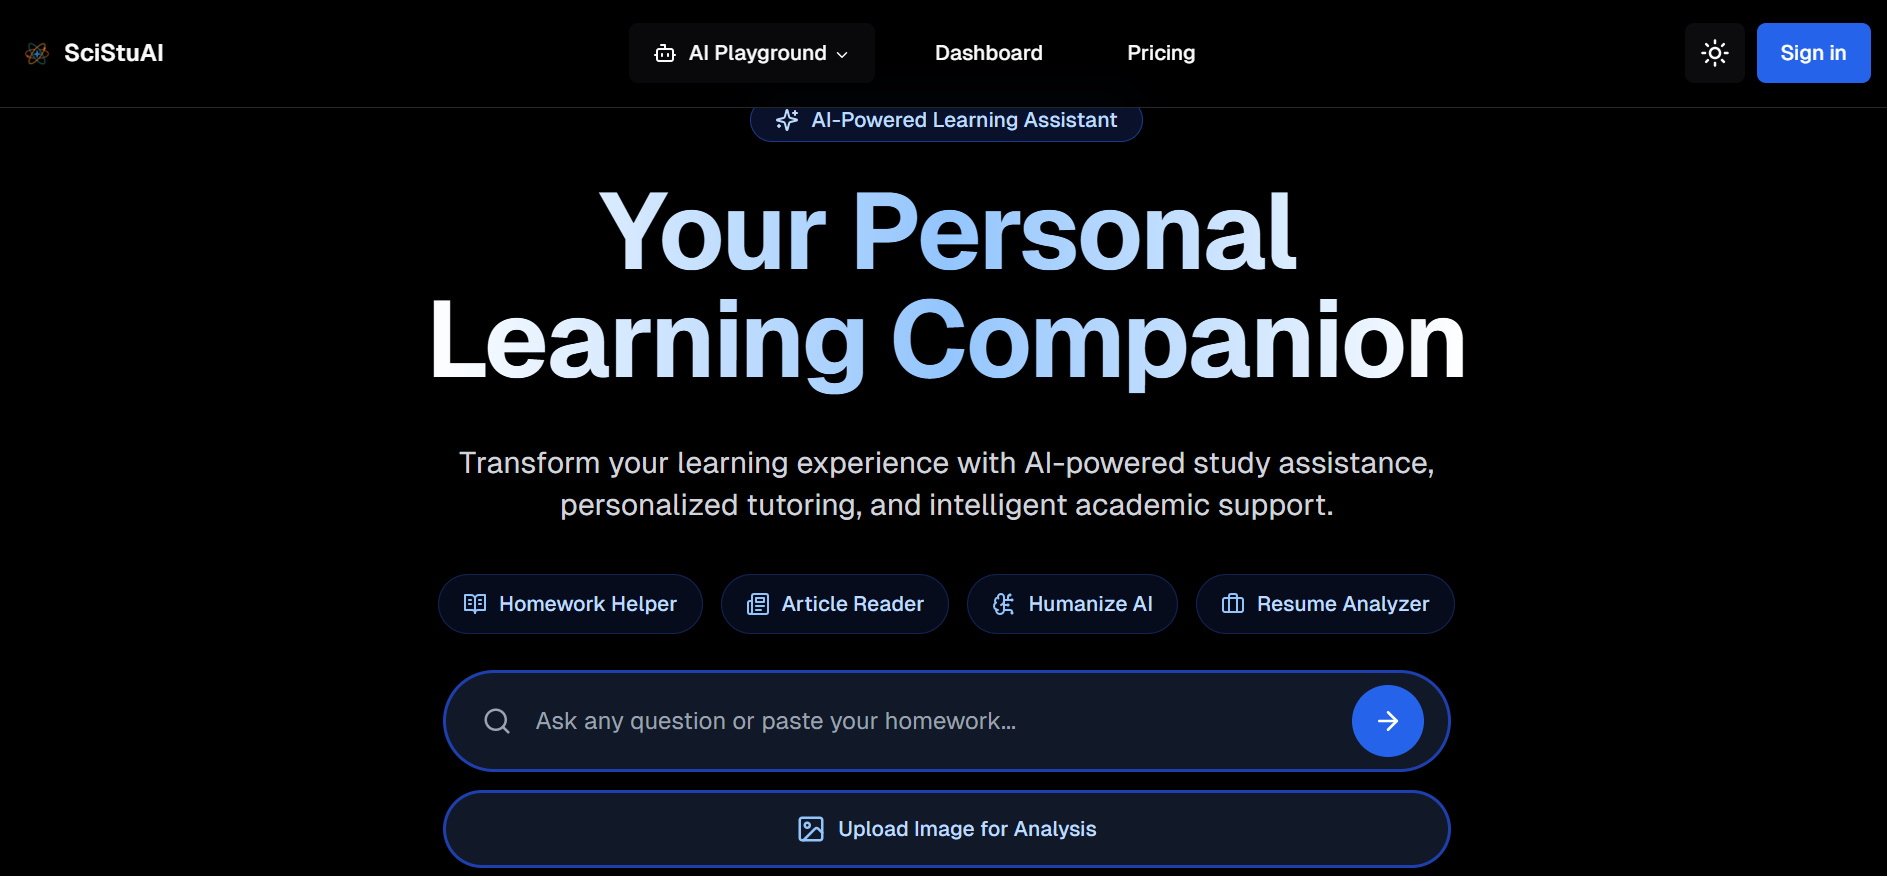 SciStuAI
AI Playground
Dashboard
Pricing
Sign in
AI-Powered Learning Assistant
Your Personal
Learning Companion
Transform your learning experience with AI-powered study assistance,
personalized tutoring, and intelligent academic support.
Homework Helper
Article Reader
Humanize AI
Resume Analyzer
Ask any question or paste your homework...
Upload Image for Analysis